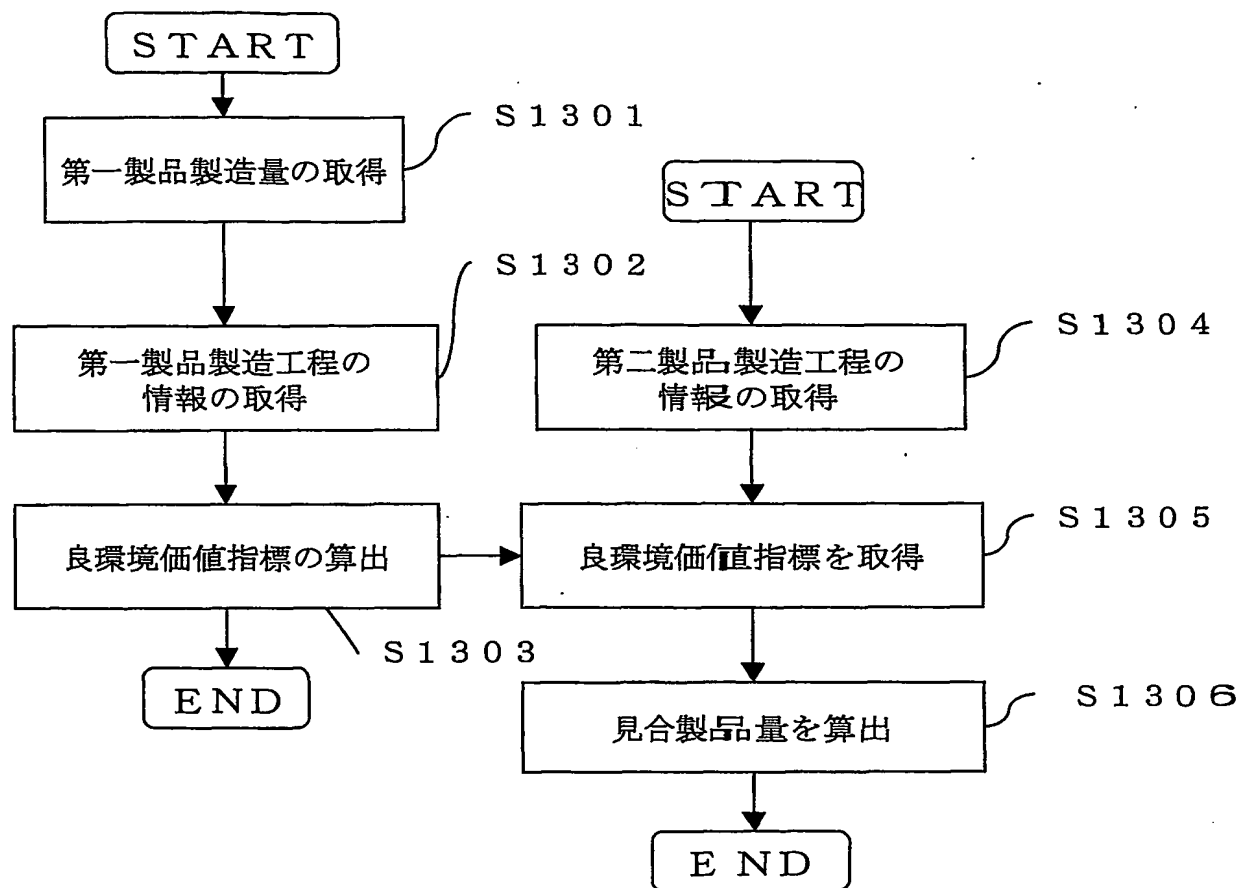 START
第一製品製造量の取得
S1301
第一製品製造工程の
情報の取得
S1302
良環境価値指標の算出
S1303
END
START
第二製品製造工程の
情報の取得
S1304
良環境価値指標を取得
S1305
見合製品量を算出
S1306
END